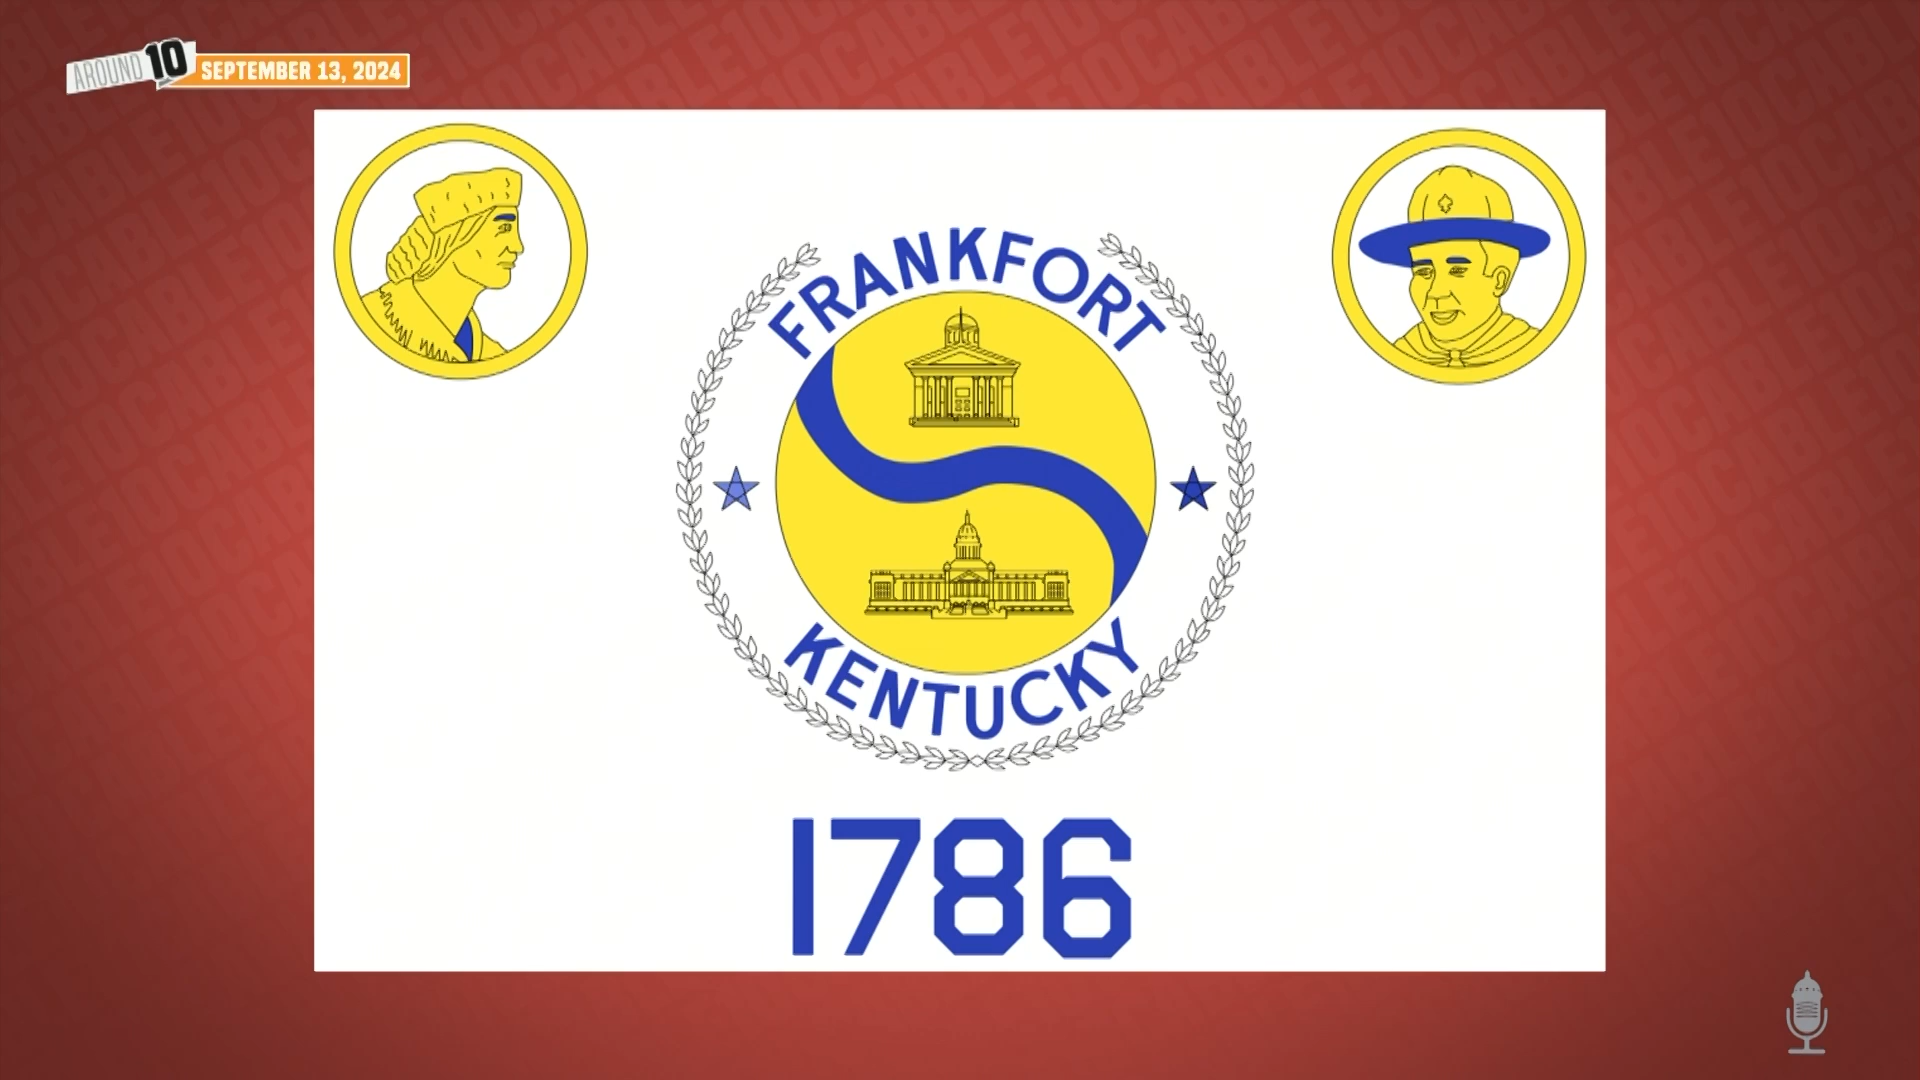 AROUND 10
SEPTEMBER 13, 2024
FRANKFORT
KENTUCKY
1786